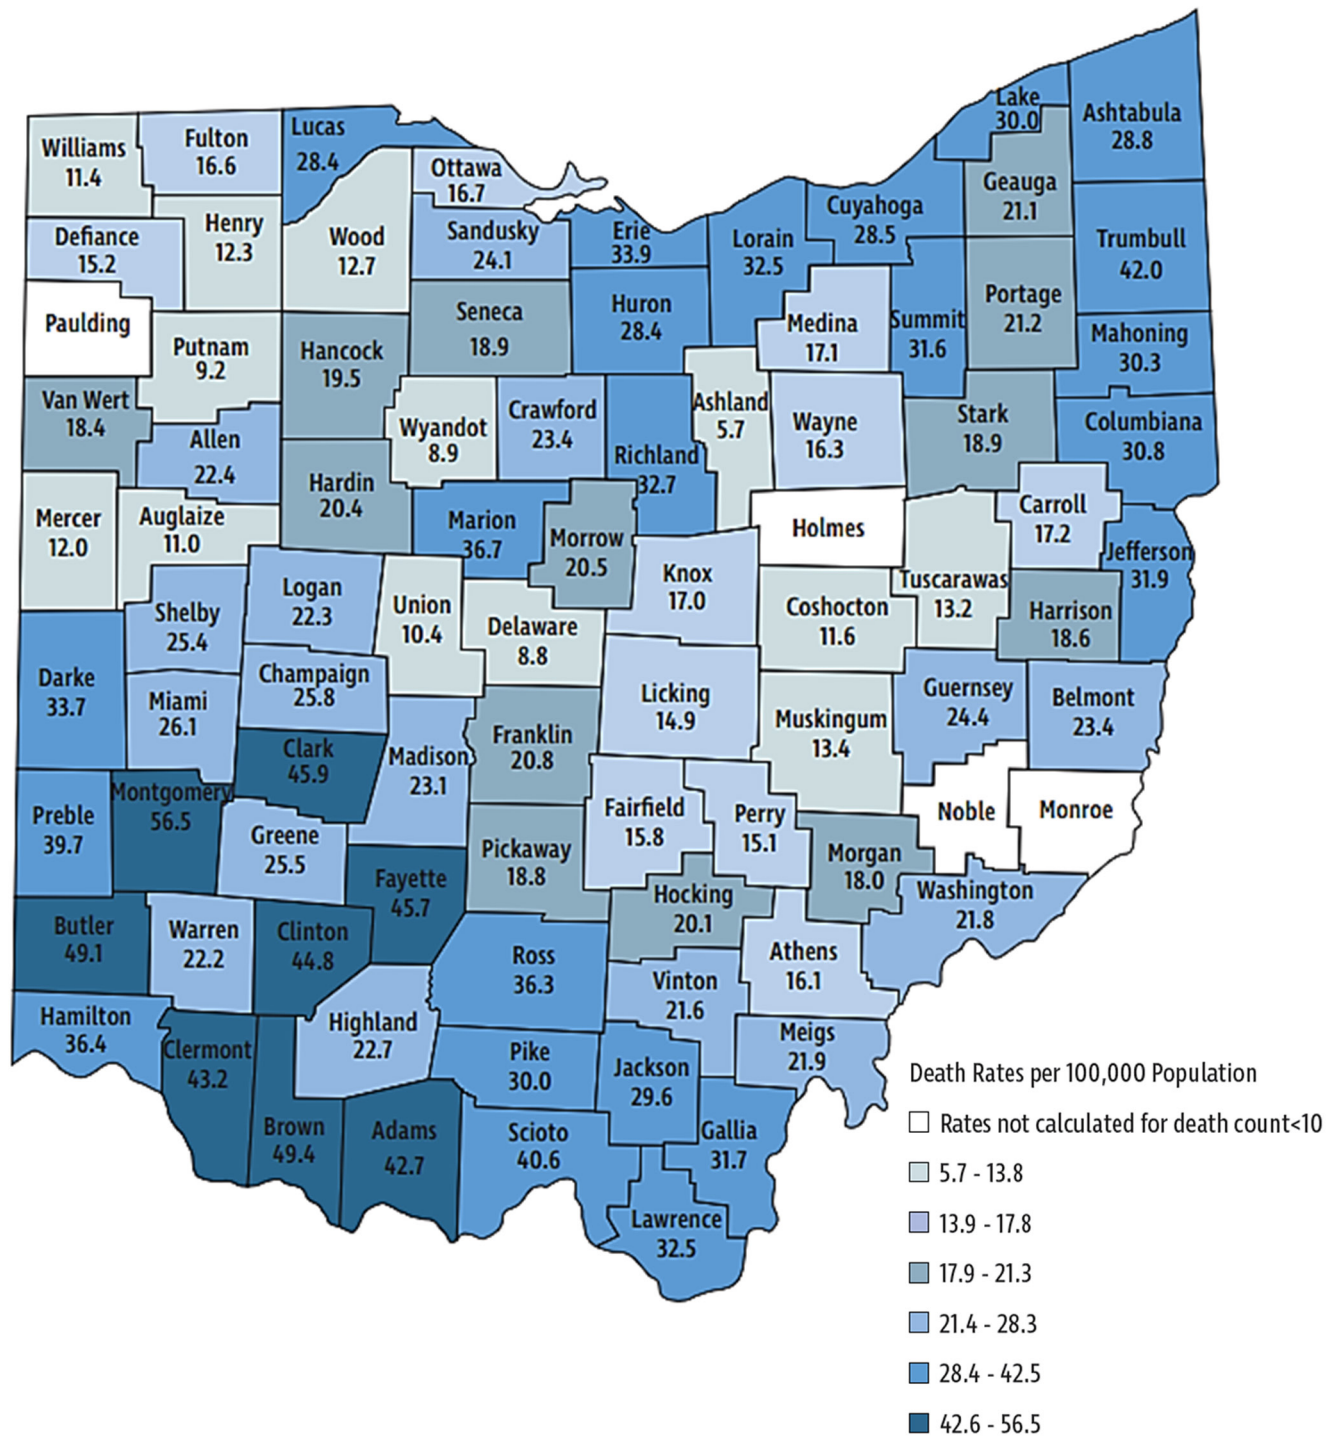 Lake
30.0
Ashtabula
28.8
Williams
11.4
Fulton
16.6
Lucas
28.4
Ottawa
16.7
Geauga
21.1
Defiance
15.2
Henry
12.3
Wood
12.7
Sandusky
24.1
Erie
33.9
Lorain
32.5
Cuyahoga
28.5
Trumbull
42.0
Paulding
Putnam
9.2
Hancock
19.5
Seneca
18.9
Huron
28.4
Medina
17.1
Summit
31.6
Portage
21.2
Mahoning
30.3
Van Wert
18.4
Allen
22.4
Wyandot
8.9
Crawford
23.4
Richland
32.7
Ashland
5.7
Wayne
16.3
Stark
18.9
Columbiana
30.8
Mercer
12.0
Auglaize
11.0
Hardin
20.4
Marion
36.7
Morrow
20.5
Holmes
Carroll
17.2
Jefferson
31.9
Shelby
25.4
Logan
22.3
Union
10.4
Delaware
8.8
Knox
17.0
Coshocton
11.6
Tuscarawas
13.2
Harrison
18.6
Darke
33.7
Miami
26.1
Champaign
25.8
Licking
14.9
Muskingum
13.4
Guernsey
24.4
Belmont
23.4
Clark
45.9
Madison
23.1
Franklin
20.8
Preble
39.7
Montgomery
56.5
Greene
25.5
Fairfield
15.8
Perry
15.1
Noble
Monroe
Fayette
45.7
Pickaway
18.8
Hocking
20.1
Morgan
18.0
Washington
21.8
Butler
49.1
Warren
22.2
Clinton
44.8
Ross
36.3
Vinton
21.6
Athens
16.1
Hamilton
36.4
Clermont
43.2
Highland
22.7
Pike
30.0
Jackson
29.6
Meigs
21.9
Brown
49.4
Adams
42.7
Scioto
40.6
Gallia
31.7
Lawrence
32.5
Death Rates per 100,000 Population
Rates not calculated for death count<10
5.7 - 13.8
13.9 - 17.8
17.9 - 21.3
21.4 - 28.3
28.4 - 42.5
42.6 - 56.5